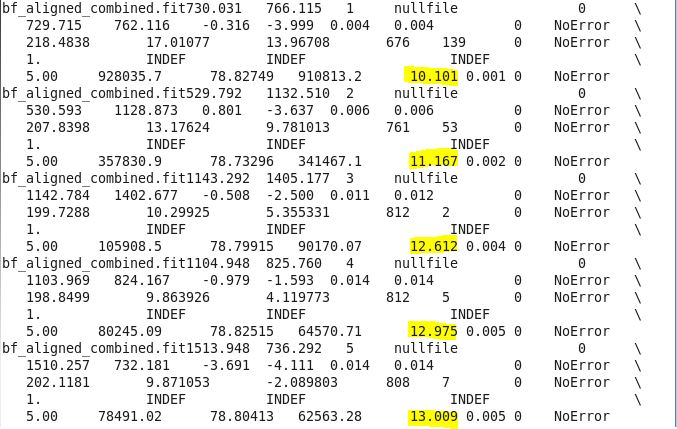 bf_aligned_combined.fit730.031 766.115 1 nullfile 0 \
729.715 762.116 -0.316 -3.999 0.004 0.004 0 NoError \
218.4838 17.01077 13.96708 676 139 0 NoError \
1. INDEF INDEF INDEF \
5.00 928035.7 78.82749 910813.2 10.101 0.001 0 NoError
bf_aligned_combined.fit529.792 1132.510 2 nullfile 0 \
530.593 1128.873 0.801 -3.637 0.006 0.006 0 NoError \
207.8398 13.17624 9.781013 761 53 0 NoError \
1. INDEF INDEF INDEF \
5.00 357830.9 78.73296 341467.1 11.167 0.002 0 NoError
bf_aligned_combined.fit1143.292 1405.177 3 nullfile 0 \
1142.784 1402.677 -0.508 -2.500 0.011 0.012 0 NoError \
199.7288 10.29925 5.355331 812 2 0 NoError \
1. INDEF INDEF INDEF \
5.00 105908.5 78.79915 90170.07 12.612 0.004 0 NoError
bf_aligned_combined.fit1104.948 825.760 4 nullfile 0 \
1103.969 824.167 -0.979 -1.593 0.014 0.014 0 NoError \
198.8499 9.863926 4.119773 812 5 0 NoError \
1. INDEF INDEF INDEF \
5.00 80245.09 78.82515 64570.71 12.975 0.005 0 NoError
bf_aligned_combined.fit1513.948 736.292 5 nullfile 0 \
1510.257 732.181 -3.691 -4.111 0.014 0.014 0 NoError \
202.1181 9.871053 -2.089803 808 7 0 NoError \
1. INDEF INDEF INDEF \
5.00 78491.02 78.80413 62563.28 13.009 0.005 0 NoError